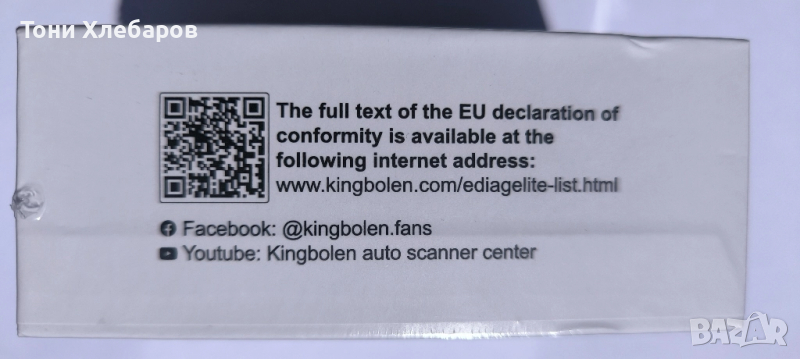 Тони Хлебаров
The full text of the EU declaration of
conformity is available at the
following internet address:
www.kingbolen.com/ediagelite-list.html
Facebook: @kingbolen.fans
Youtube: Kingbolen auto scanner center
BAZAR